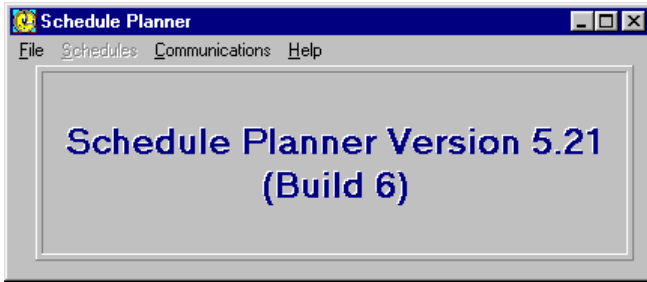 Schedule Planner
File Schedules Communications Help
Schedule Planner Version 5.21
(Build 6)